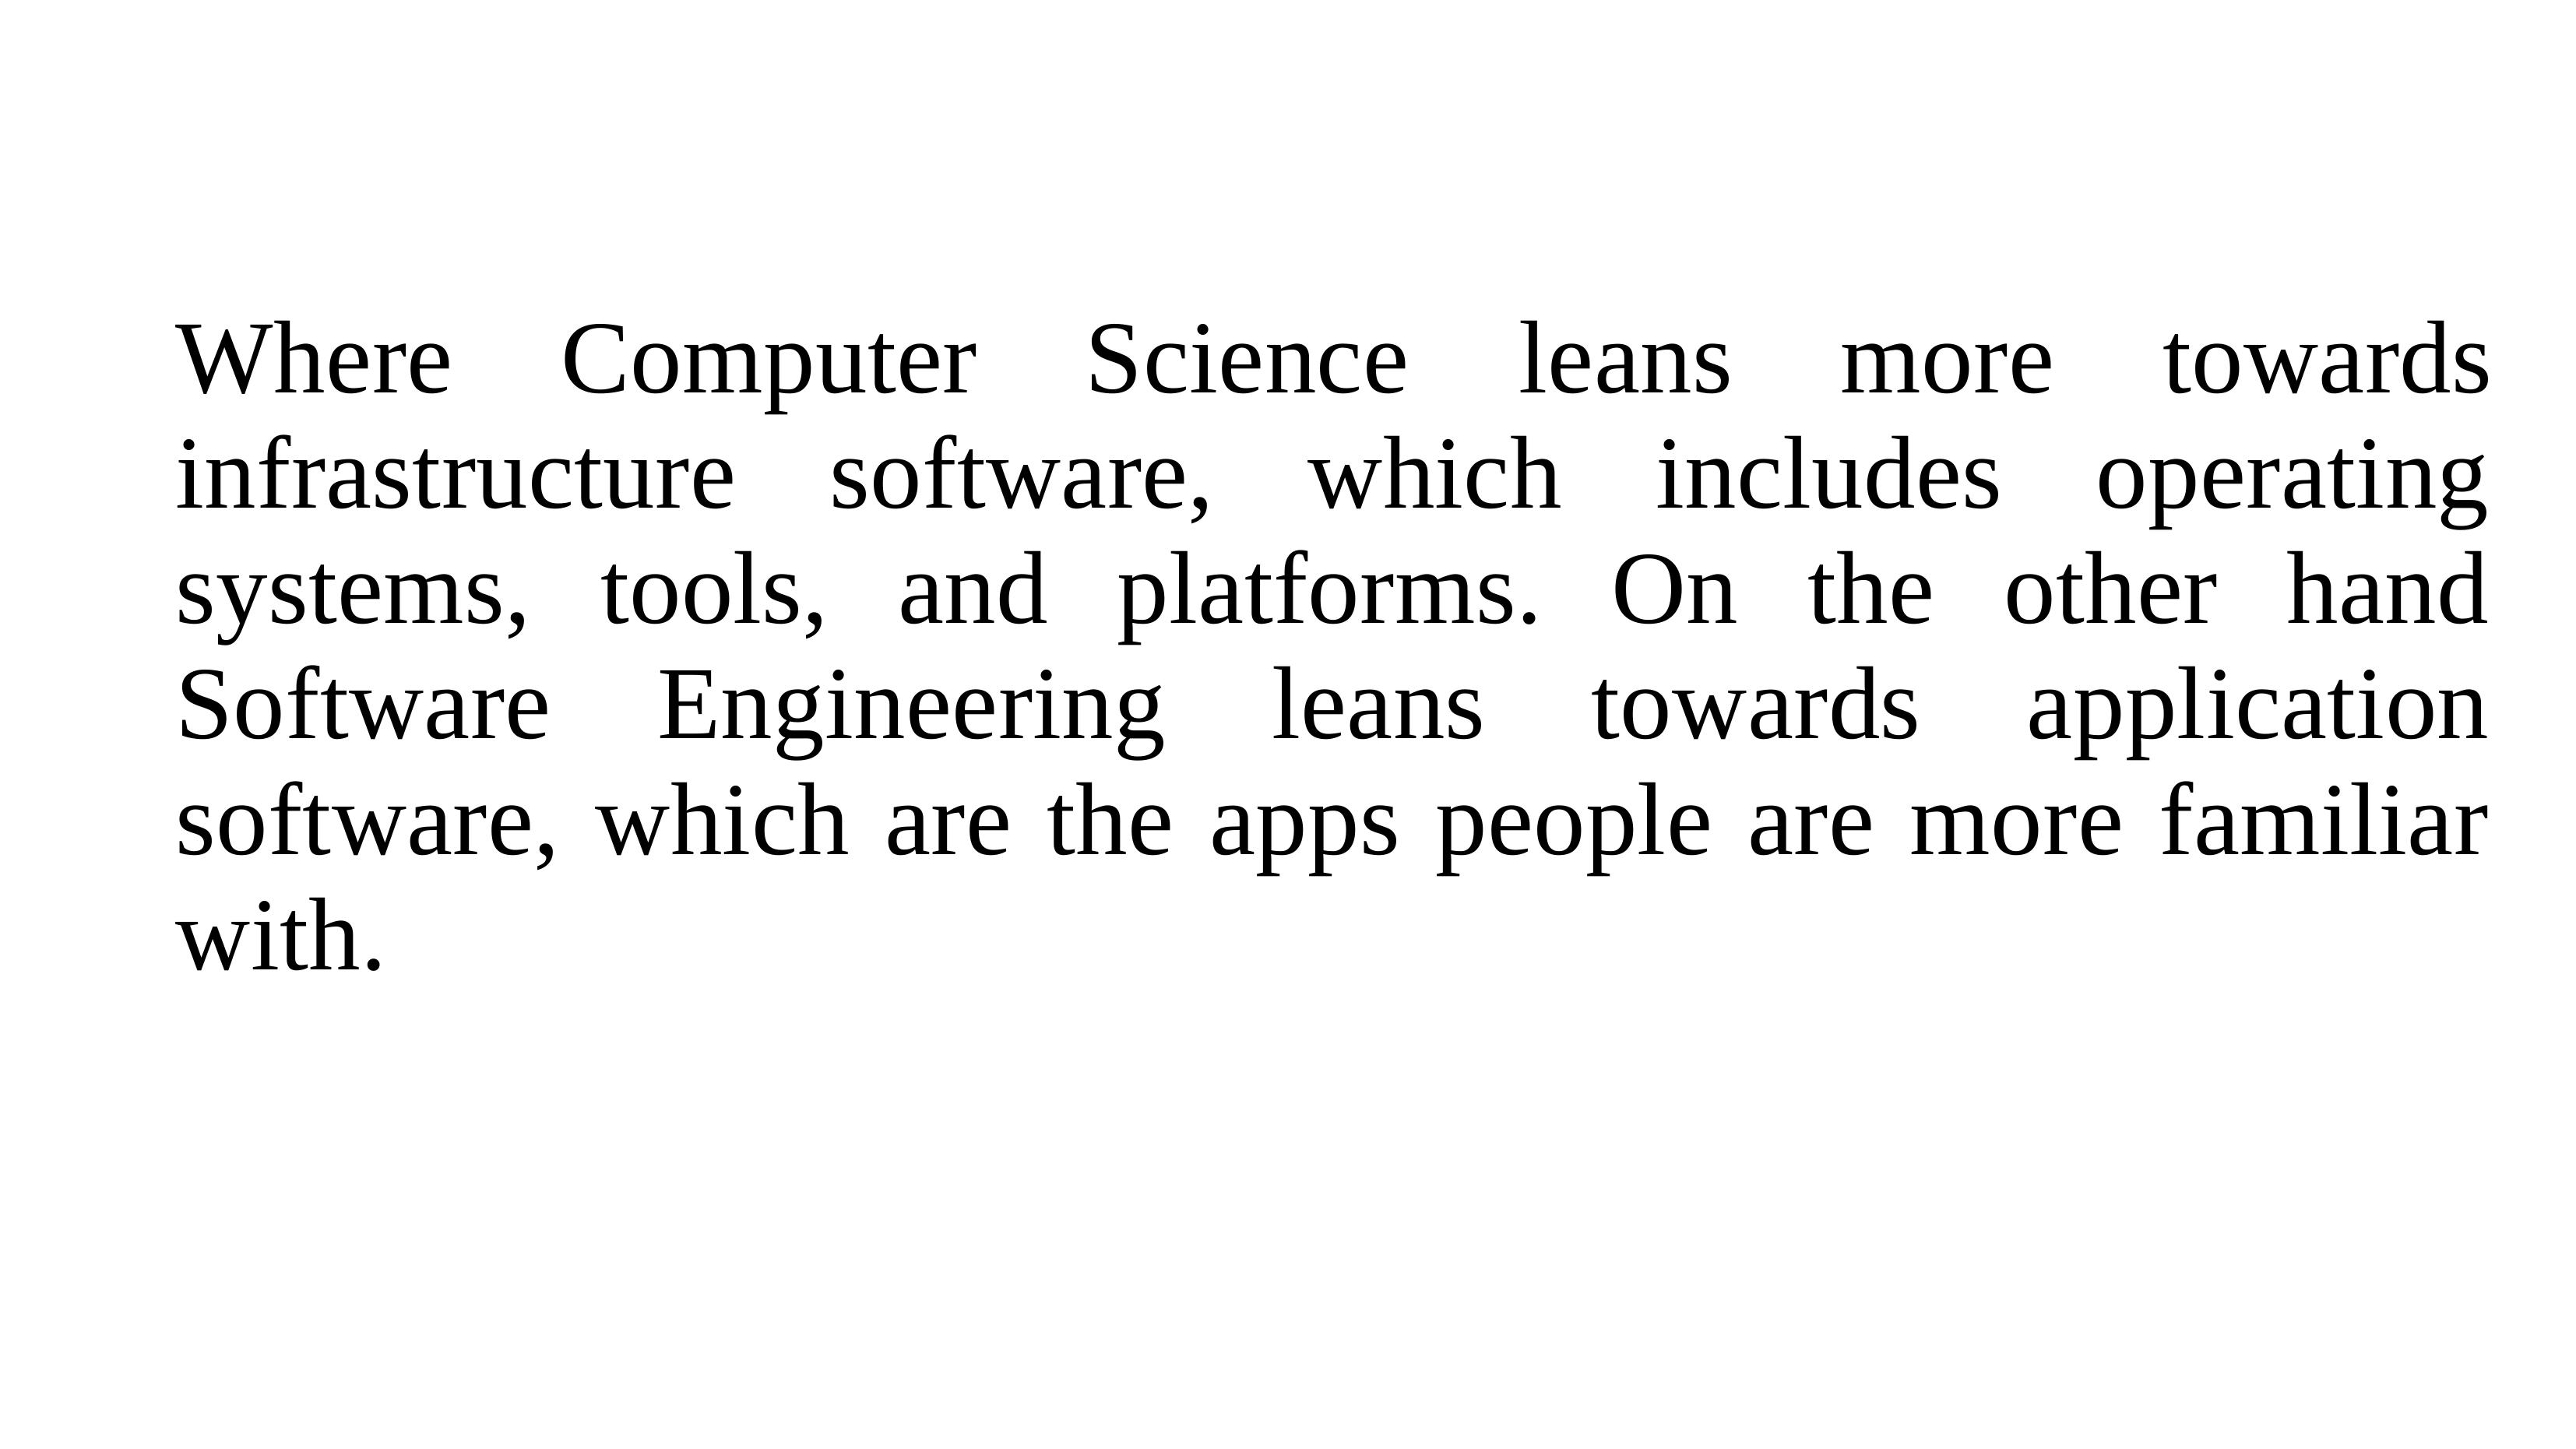 Where Computer Science leans more towards
infrastructure software, which includes operating
systems, tools, and platforms. On the other hand
Software Engineering leans towards application
software, which are the apps people are more familiar
with.